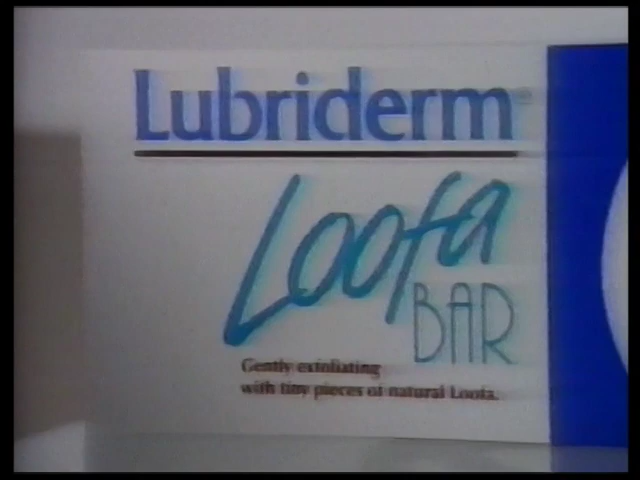 Lubriderm
Loofa
BAR
Gently exfoliating
with tiny pieces of natural Loofa.